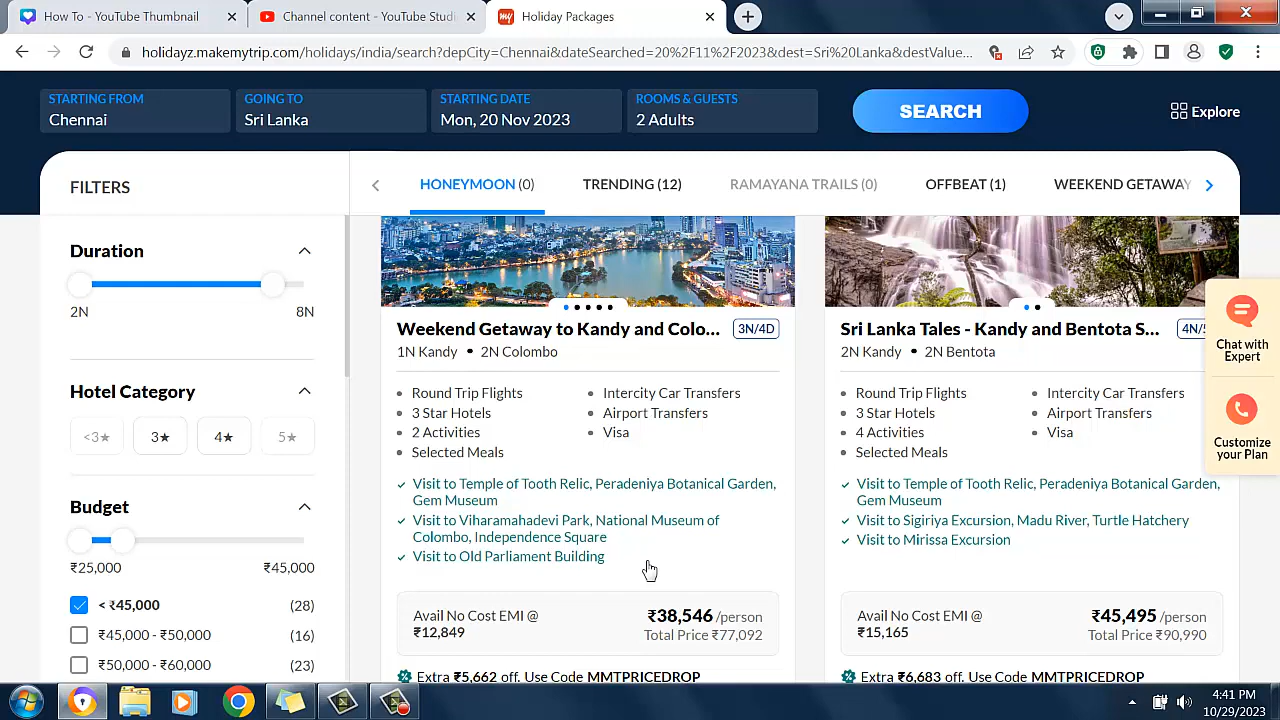 How To - YouTube Thumbnail
Channel content - YouTube Stud
my
Holiday Packages
holidayz.makemytrip.com/holidays/india/search?depCity=Chennai&dateSearched=20%2F11%2F2023&dest=Sri%20Lanka&destValue...
STARTING FROM
Chennai
GOING TO
Sri Lanka
STARTING DATE
Mon, 20 Nov 2023
ROOMS & GUESTS
2 Adults
SEARCH
Explore
FILTERS
HONEYMOON (0)
TRENDING (12)
RAMAYANA TRAILS (0)
OFFBEAT (1)
WEEKEND GETAWAY
Duration
2N
8N
Hotel Category
<3★
3★
4★
5★
Budget
₹25,000
₹45,000
< ₹45,000
(28)
₹45,000 - ₹50,000
(16)
₹50,000 - ₹60,000
(23)
Weekend Getaway to Kandy and Colo...
3N/4D
1N Kandy • 2N Colombo
• Round Trip Flights
• 3 Star Hotels
• 2 Activities
• Selected Meals
• Intercity Car Transfers
• Airport Transfers
• Visa
Visit to Temple of Tooth Relic, Peradeniya Botanical Garden,
Gem Museum
Visit to Viharamahadevi Park, National Museum of
Colombo, Independence Square
Visit to Old Parliament Building
Avail No Cost EMI @
₹12,849
₹38,546 /person
Total Price ₹77,092
Extra ₹5,662 off. Use Code MMTPRICEDROP
Sri Lanka Tales - Kandy and Bentota S...
4N/5
2N Kandy • 2N Bentota
• Round Trip Flights
• 3 Star Hotels
• 4 Activities
• Selected Meals
• Intercity Car Transfers
• Airport Transfers
• Visa
Visit to Temple of Tooth Relic, Peradeniya Botanical Garden,
Gem Museum
Visit to Sigiriya Excursion, Madu River, Turtle Hatchery
Visit to Mirissa Excursion
Avail No Cost EMI @
₹15,165
₹45,495 /person
Total Price ₹90,990
Extra ₹6,683 off. Use Code MMTPRICEDROP
Chat with
Expert
Customize
your Plan
4:41 PM
10/29/2023